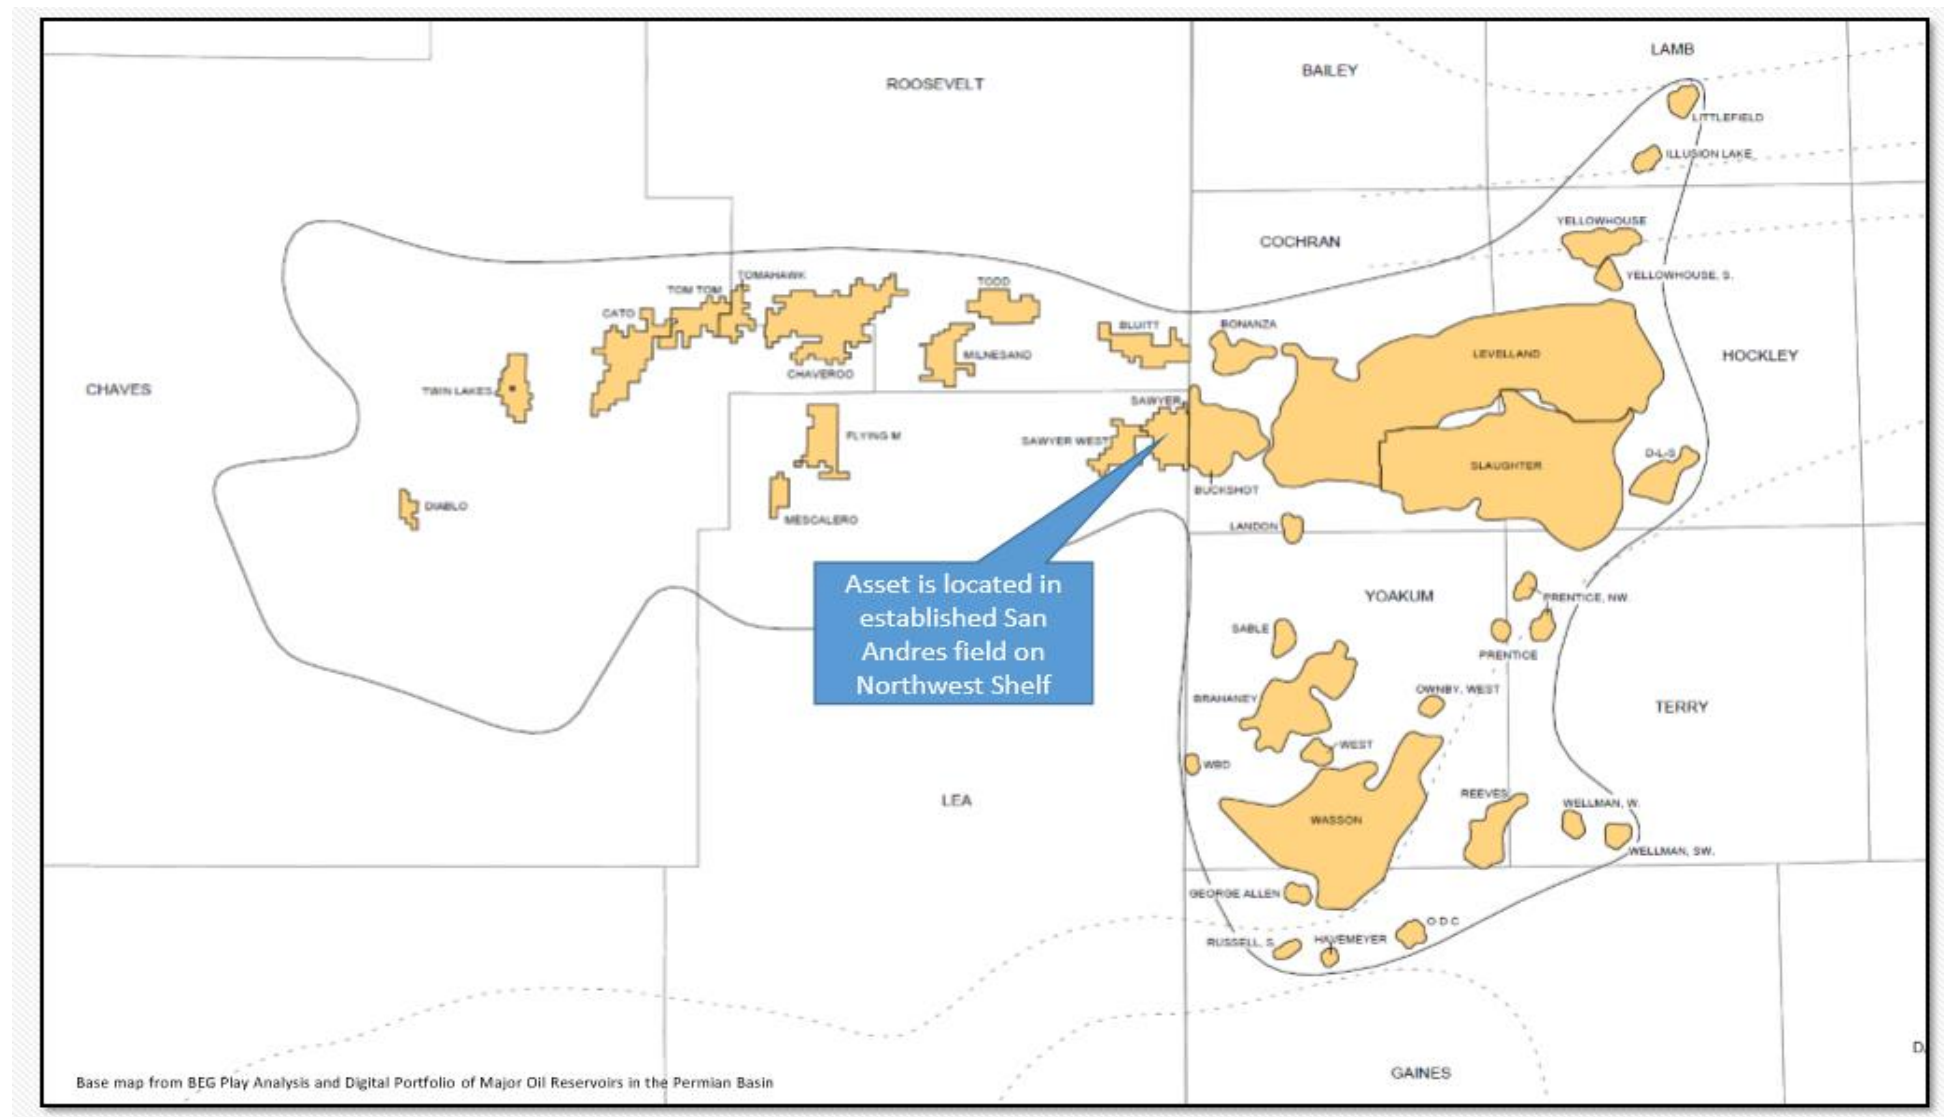 LAMB
BAILEY
ROOSEVELT
LITTLEFIELD
ILLUSION LAKE
YELLOWHOUSE
COCHRAN
TOMAHAWK
YELLOWHOUSE, S.
TODD
TOM TOM
CATO
BLUITT
BONANZA
LEVELLAND
MILNESAND
HOCKLEY
CHAVEROO
CHAVES
TWIN LAKES
SAWYER
FLYING M
SAWYER WEST
D-L-S
SLAUGHTER
BUCKSHOT
DIABLO
MESCALERO
LANDON
Asset is located in
established San
Andres field on
Northwest Shelf
YOAKUM
PRENTICE, NW.
SABLE
PRENTICE
OWNBY, WEST
BRAHANEY
TERRY
WEST
WBD
REEVES
LEA
WELLMAN, W.
WASSON
WELLMAN, SW.
GEORGE ALLEN
O D C
RUSSELL, S.
HAVEMEYER
D
GAINES
Base map from BEG Play Analysis and Digital Portfolio of Major Oil Reservoirs in the Permian Basin